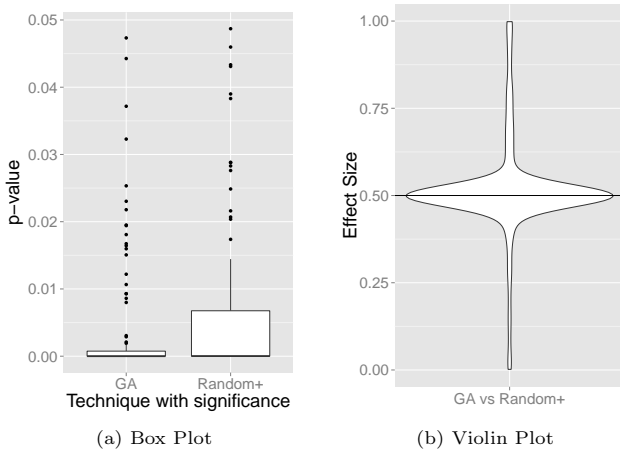 0.05
0.04
0.03
0.02
0.01
0.00
p−value
GA
Random+
Technique with significance
(a) Box Plot
1.00
0.75
0.50
0.25
0.00
Effect Size
GA vs Random+
(b) Violin Plot